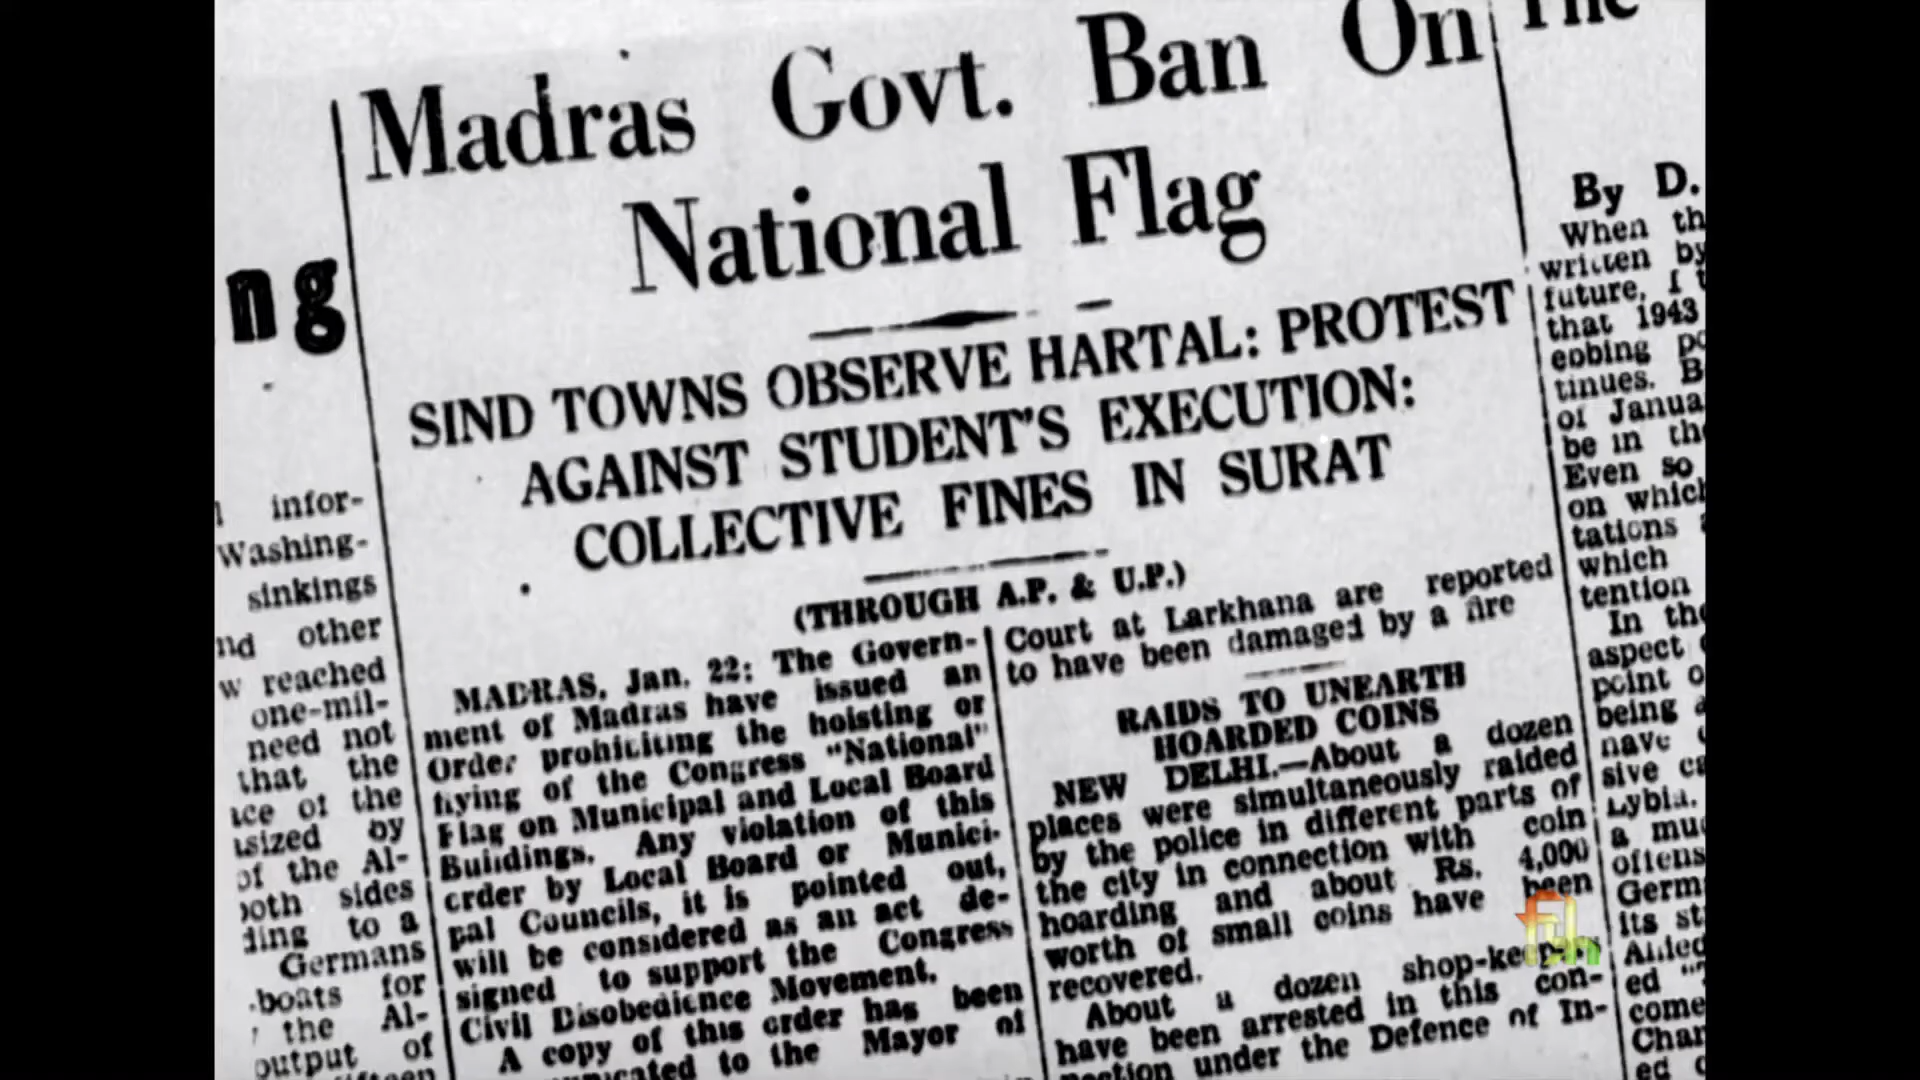 Madras Govt. Ban On
National Flag
SIND TOWNS OBSERVE HARTAL: PROTEST
AGAINST STUDENT'S EXECUTION:
COLLECTIVE FINES IN SURAT
(THROUGH A.P. & U.P.)
MADRAS, Jan. 22: The Govern-
ment of Madras have issued an
Order prohibiting the hoisting or
flying of the Congress "National"
Flag on Municipal and Local Board
Buildings. Any violation of this
order by Local Board or Munici-
pal Councils, it is pointed out,
will be considered as an act de-
signed to support the Congress
Civil Disobedience Movement.
A copy of this order has been
to the Mayor of
Court at Larkhana are reported
to have been damaged by a fire
RAIDS TO UNEARTH
HOARDED COINS
NEW DELHI.—About a dozen
places were simultaneously raided
by the police in different parts of
the city in connection with coin
hoarding and about Rs. 4,000
worth of small coins have been
recovered.
About a dozen shop-keepers
have been arrested in this con-
nection under the Defence of In-
ng
infor-
Washing-
sinkings
other
reached
one-mil-
need not
that the
of the
by
of the Al-
both sides
to a
Germans
boats for
the Al-
output of
The
By D.
When
written by
future, I
that 1943
ebbing
tinues.
of
be in
Even so
on which
tations
which
tention
In
aspect
point
being
have
sive
Lybia.
a
Germ
its
ed
come
ed